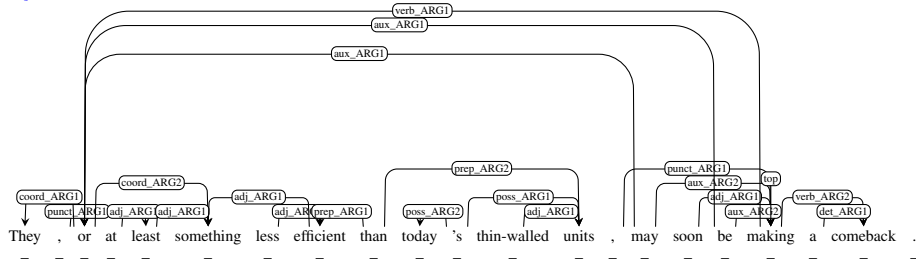 verb_ARG1
aux_ARG1
aux_ARG1
prep_ARG2 punct_ARG1
coord_ARG2 aux_ARG2 top
coord_ARG1 adj_ARG1 poss_ARG1 adj_ARG1 verb_ARG2
punct_ARG1 adj_ARG1 adj_ARG1 prep_ARG1 poss_ARG2 adj_ARG1 aux_ARG2 det_ARG1
They , or at least something less efficient than today 's thin-walled units , may soon be making a comeback .
_ _ _ _ _ _ _ _ _ _ _ _ _ _ _ _ _ _ _ _ _